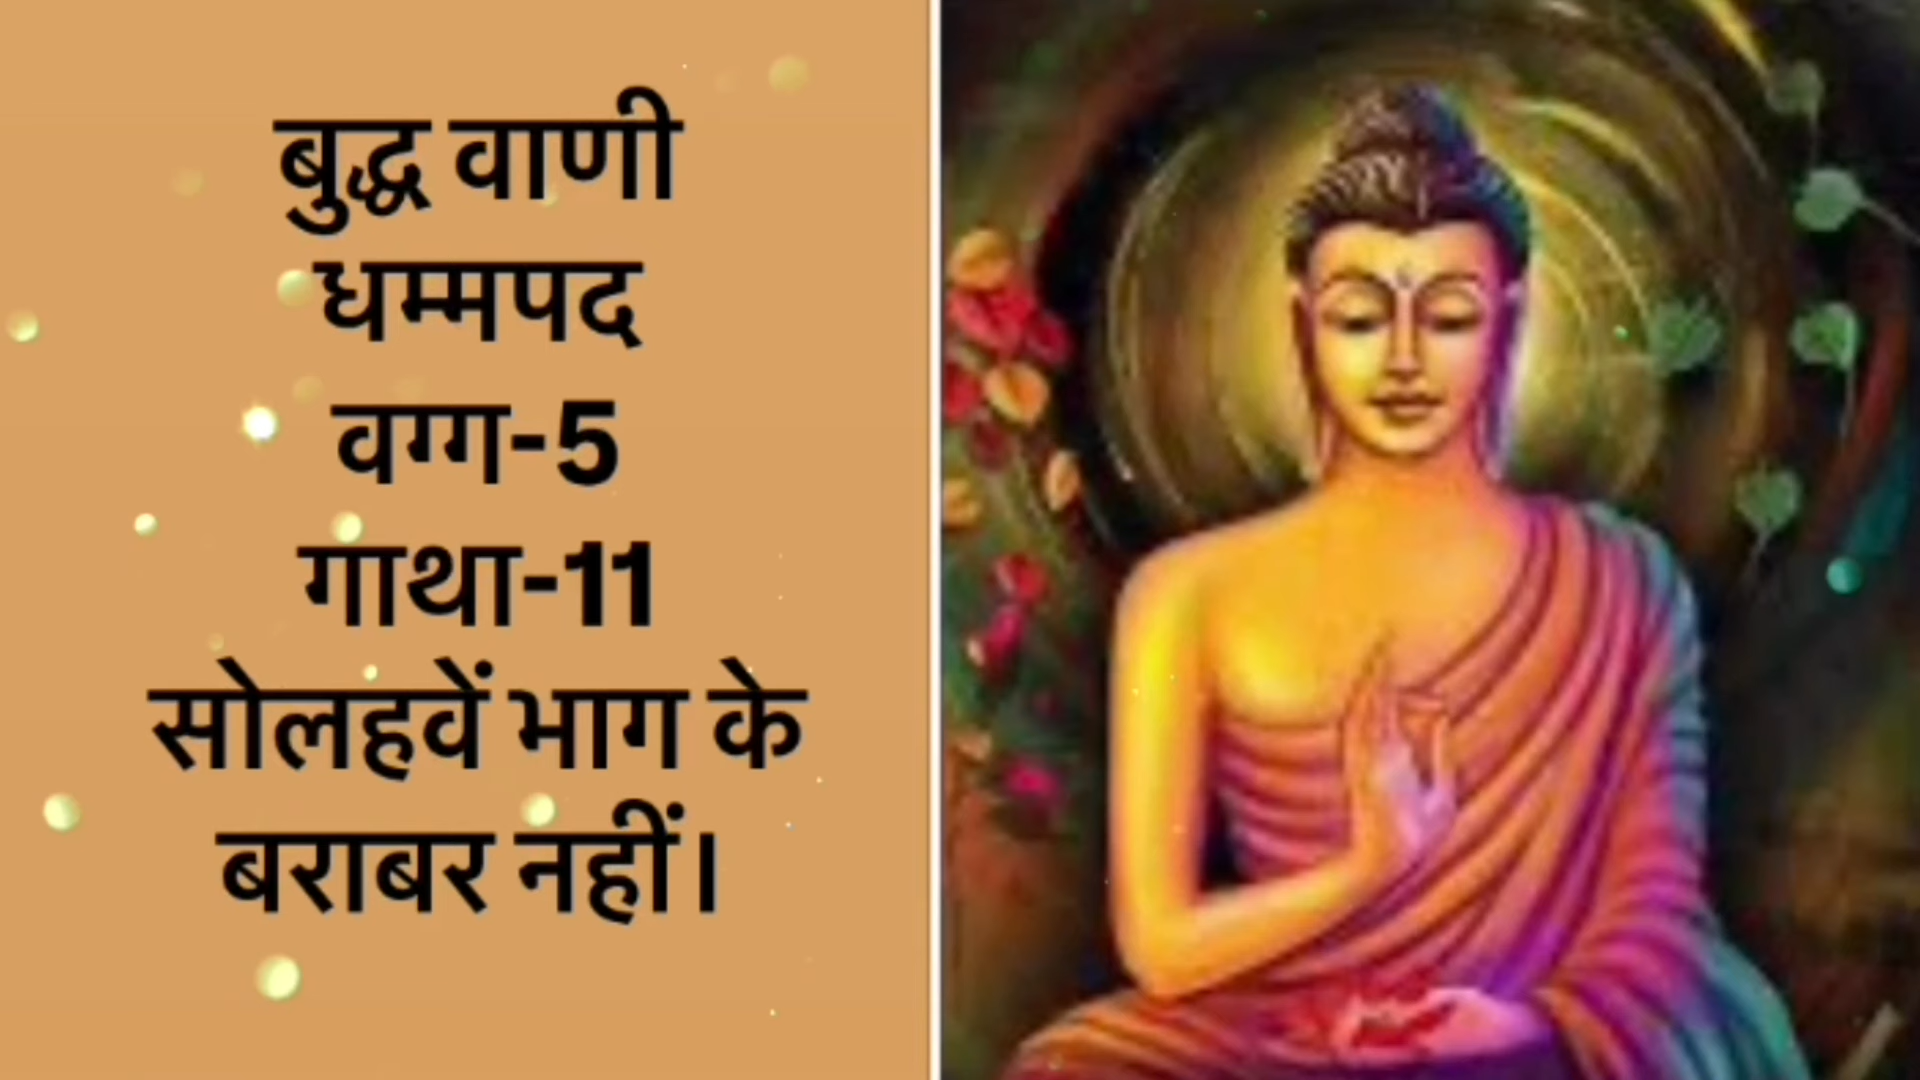 बुद्ध वाणी
धम्मपद
वग्ग-5
गाथा-11
सोलहवें भाग के
बराबर नहीं।